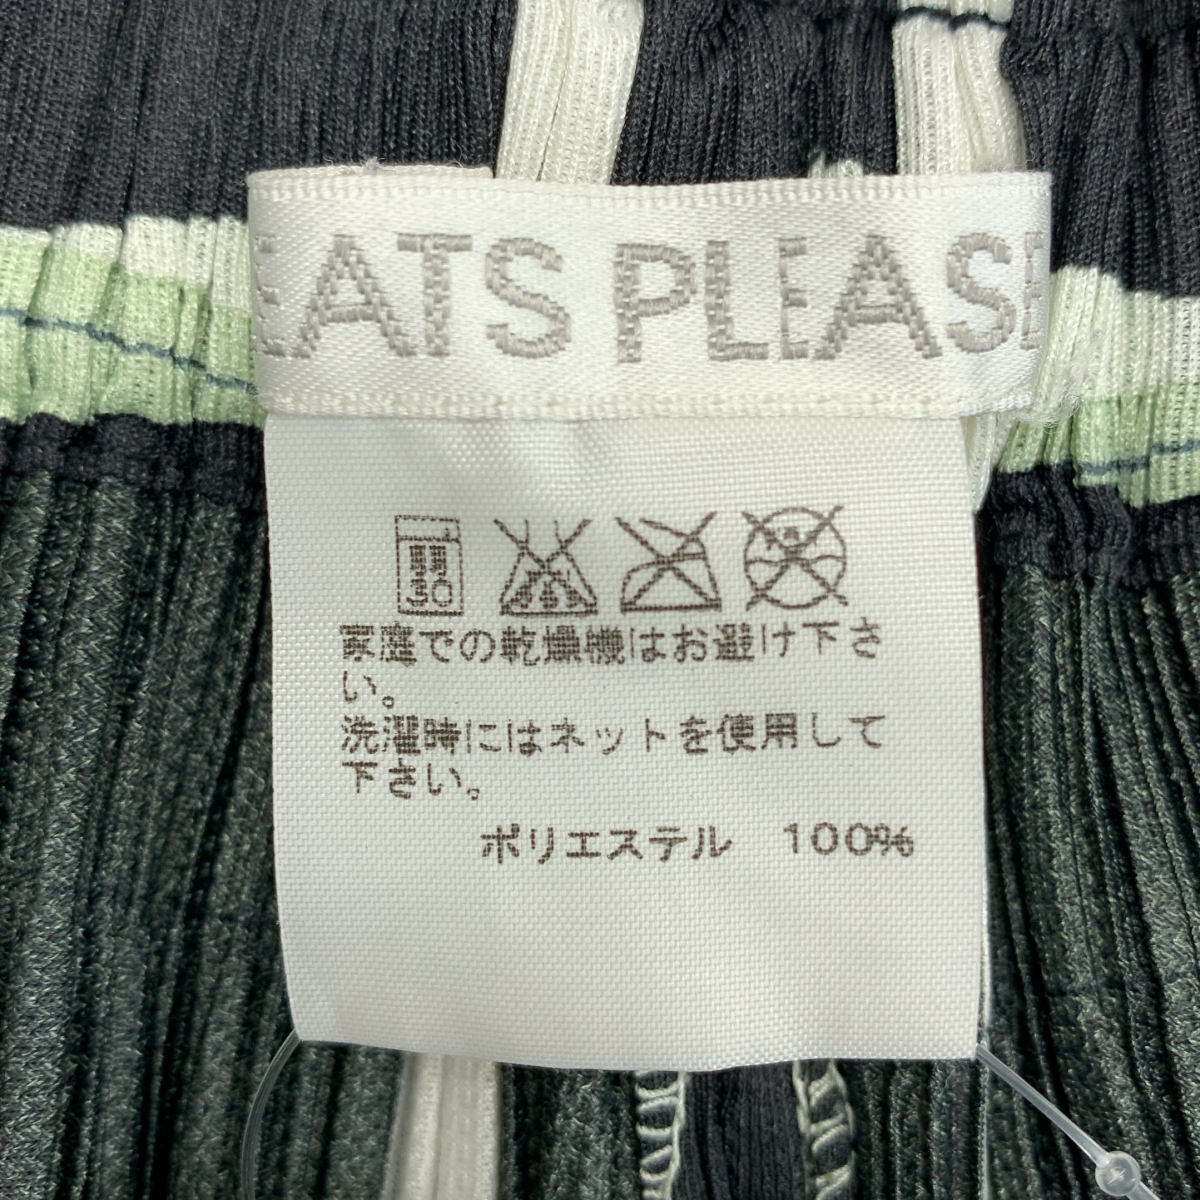 EATS PLEASE
弱
30
家庭での乾燥機はお避け下さ
い。
洗濯時にはネットを使用して
下さい。
ポリエステル 100%